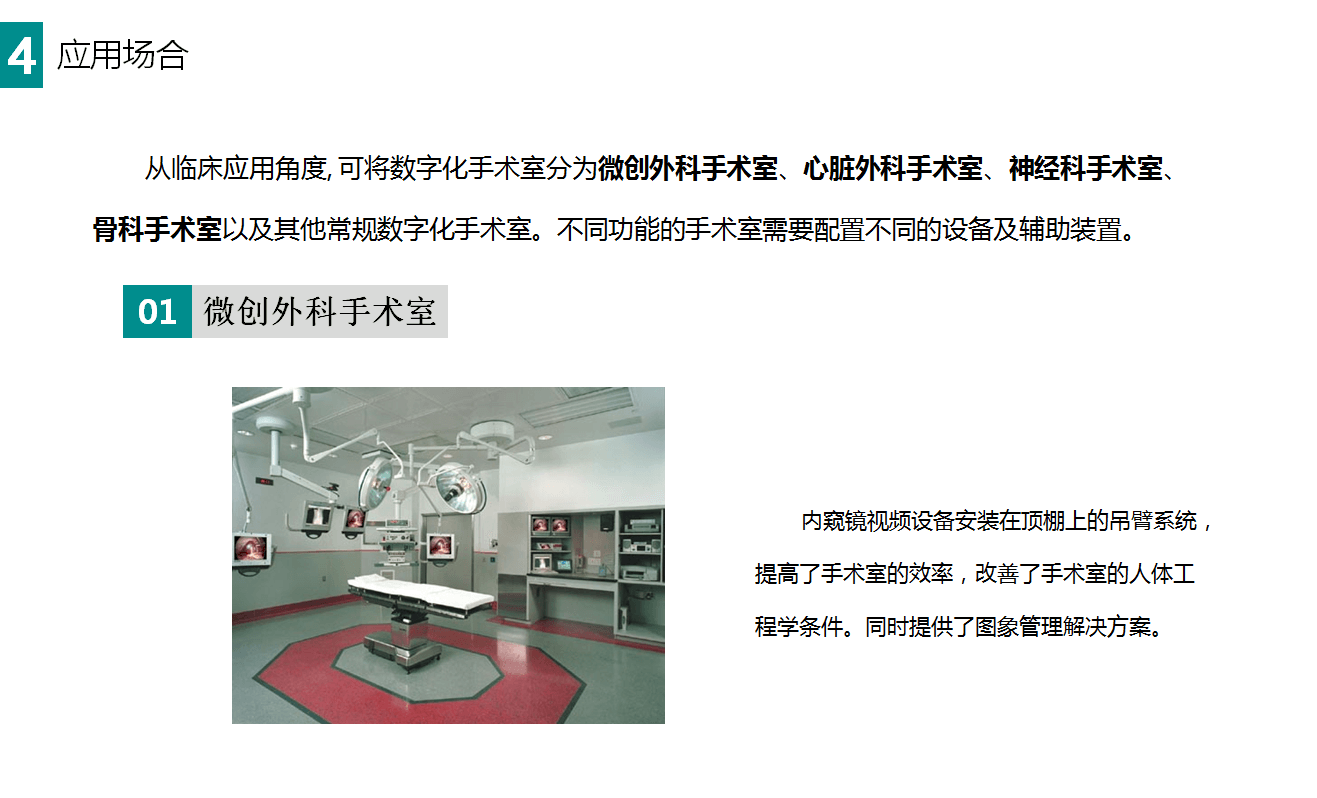 4 应用场合
从临床应用角度, 可将数字化手术室分为微创外科手术室、心脏外科手术室、神经科手术室、
骨科手术室以及其他常规数字化手术室。不同功能的手术室需要配置不同的设备及辅助装置。
01 微创外科手术室
内窥镜视频设备安装在顶棚上的吊臂系统，
提高了手术室的效率，改善了手术室的人体工
程学条件。同时提供了图象管理解决方案。